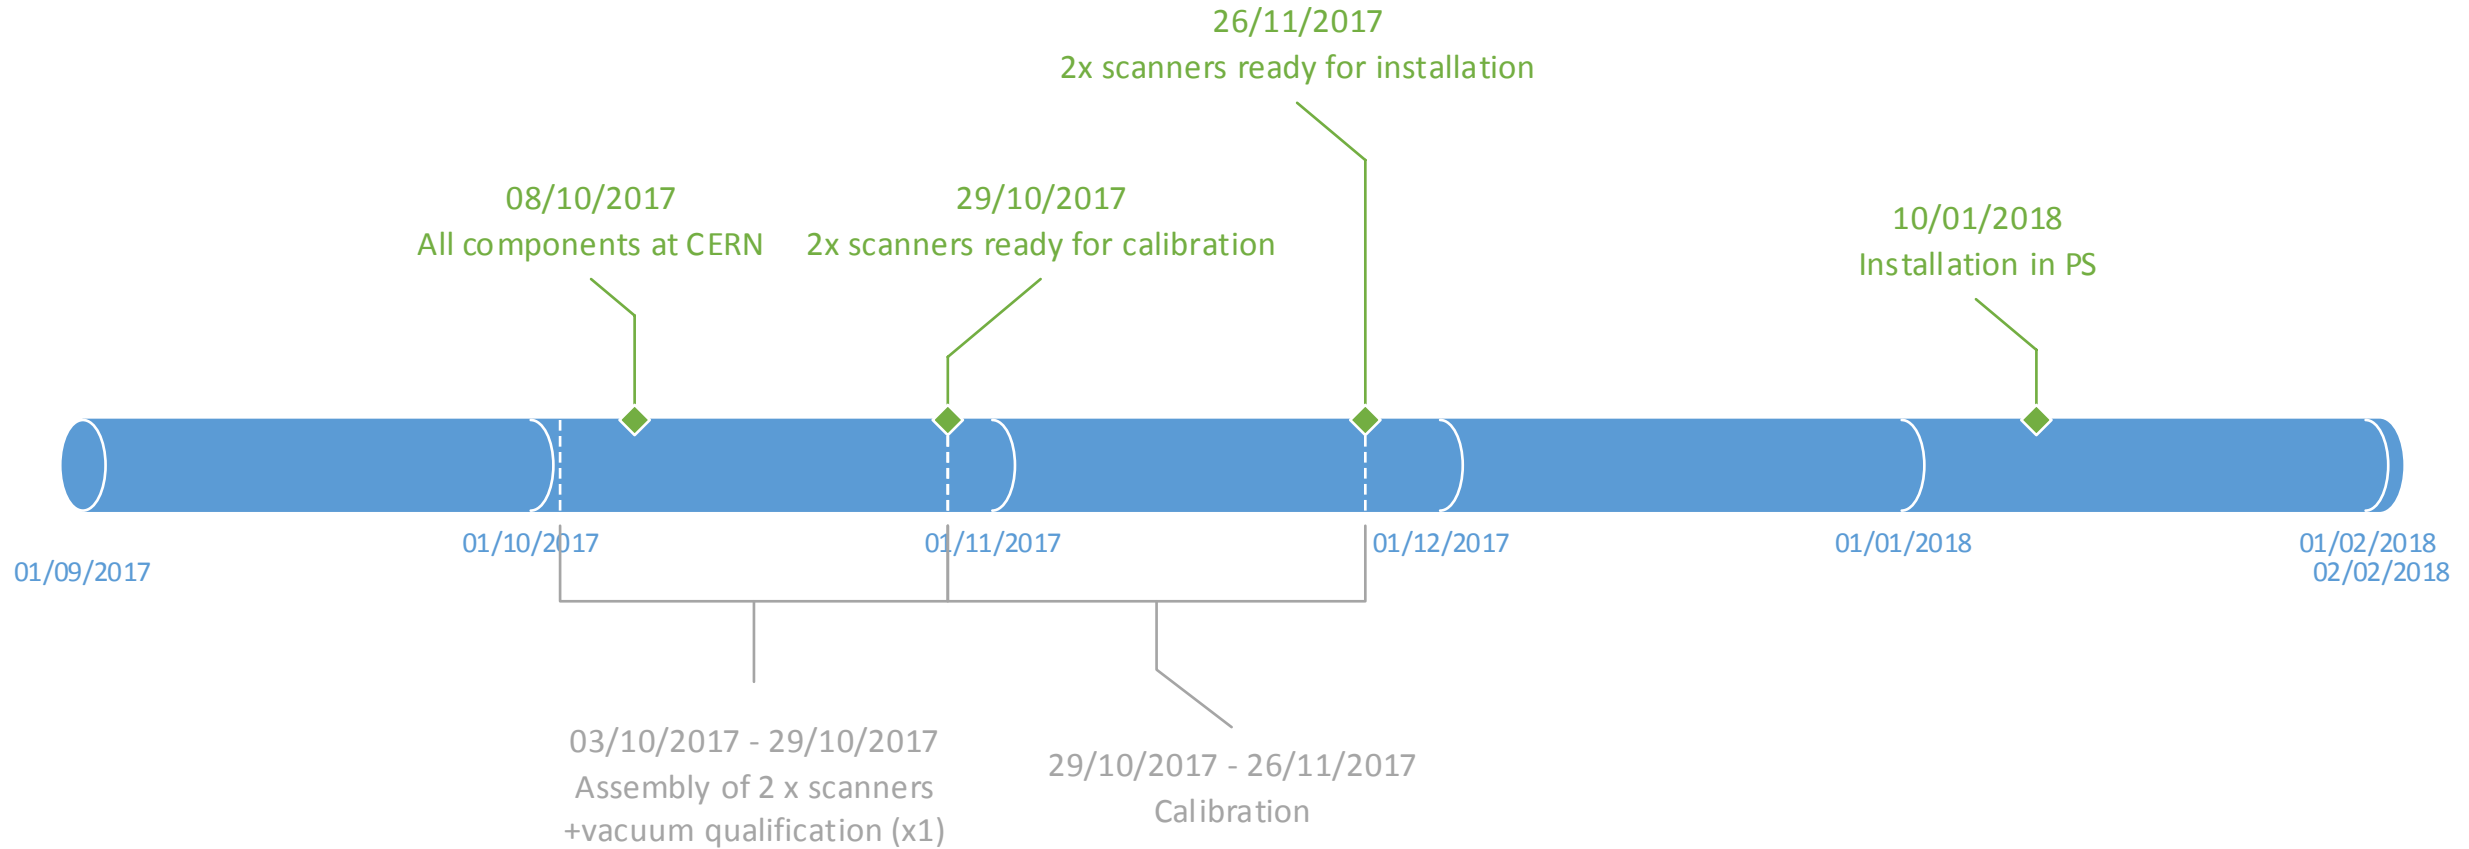 26/11/2017
2x scanners ready for installation
08/10/2017
All components at CERN
29/10/2017
2x scanners ready for calibration
10/01/2018
Installation in PS
01/09/2017
01/10/2017
01/11/2017
01/12/2017
01/01/2018
01/02/2018
02/02/2018
03/10/2017 - 29/10/2017
Assembly of 2 x scanners
+vacuum qualification (x1)
29/10/2017 - 26/11/2017
Calibration